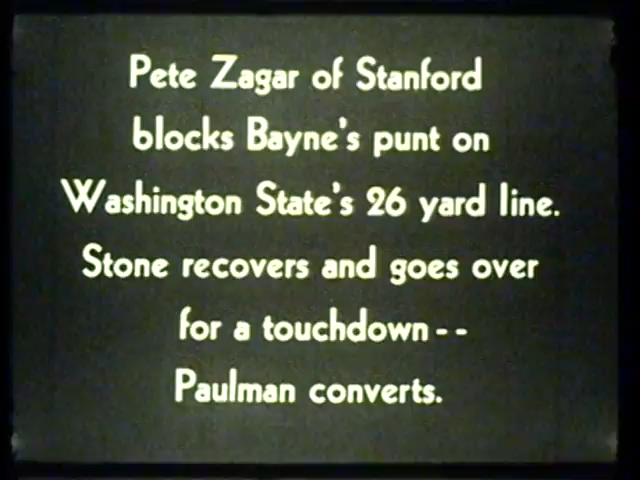 Pete Zagar of Stanford
blocks Bayne's punt on
Washington State's 26 yard line.
Stone recovers and goes over
for a touchdown--
Paulman converts.